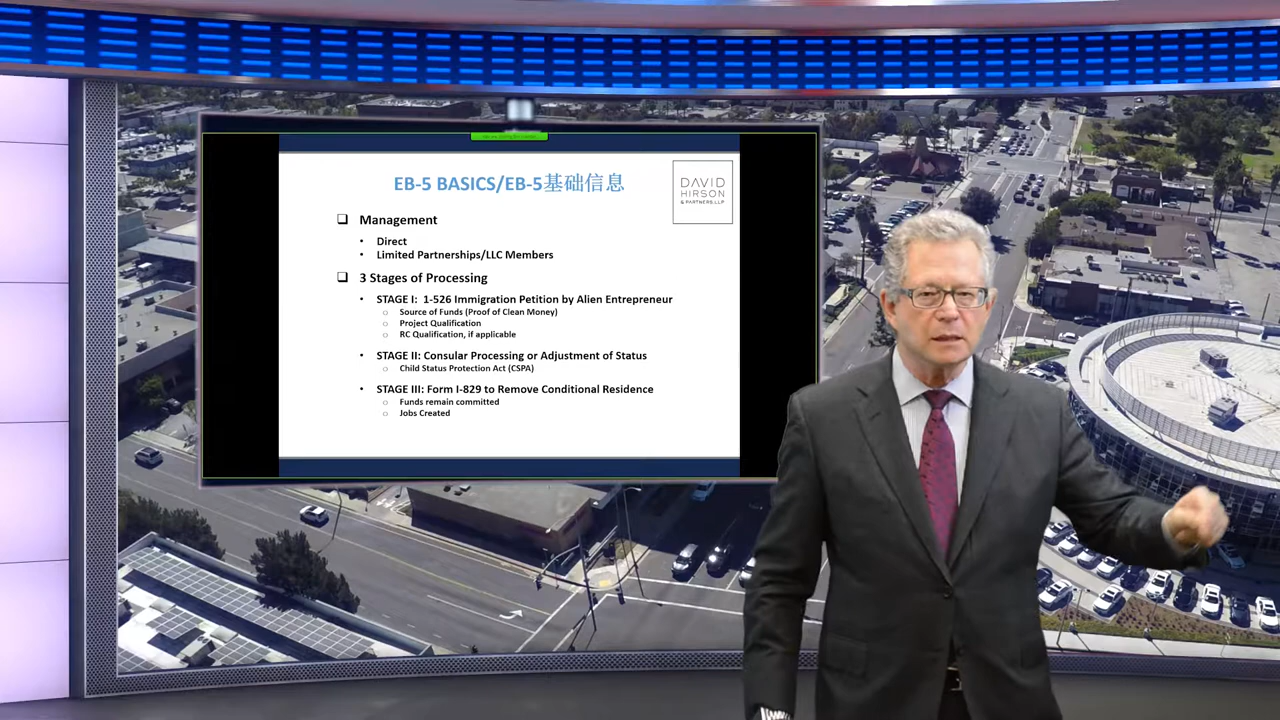 EB-5 BASICS/EB-5基础信息
DAVID
HIRSON
& PARTNERS, LLP
Management
Direct
Limited Partnerships/LLC Members
3 Stages of Processing
STAGE I: 1-526 Immigration Petition by Alien Entrepreneur
Source of Funds (Proof of Clean Money)
Project Qualification
RC Qualification, if applicable
STAGE II: Consular Processing or Adjustment of Status
Child Status Protection Act (CSPA)
STAGE III: Form I-829 to Remove Conditional Residence
Funds remain committed
Jobs Created